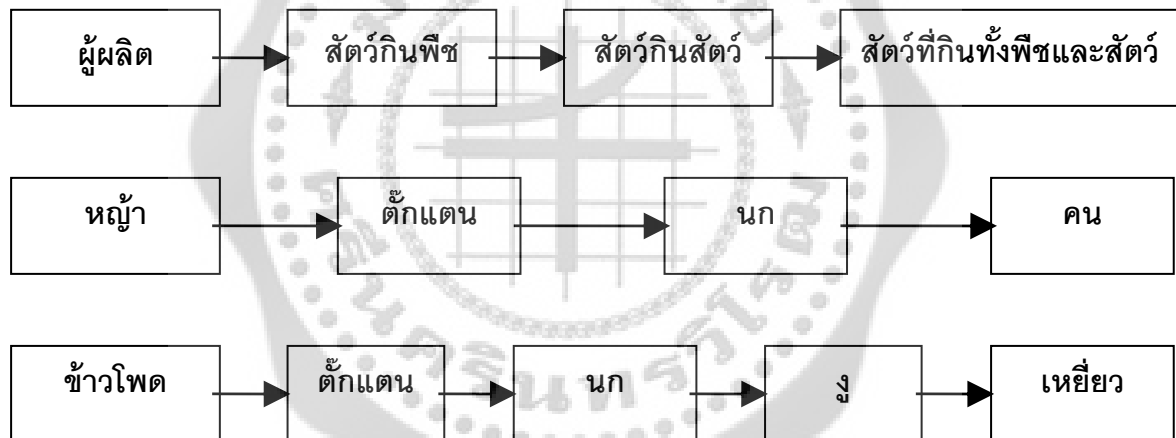 ผู้ผลิต สัตว์กินพืช สัตว์กินสัตว์ สัตว์ที่กินทั้งพืชและสัตว์
หญ้า ตั๊กแตน นก คน
ข้าวโพด ตั๊กแตน นก งู เหยี่ยว